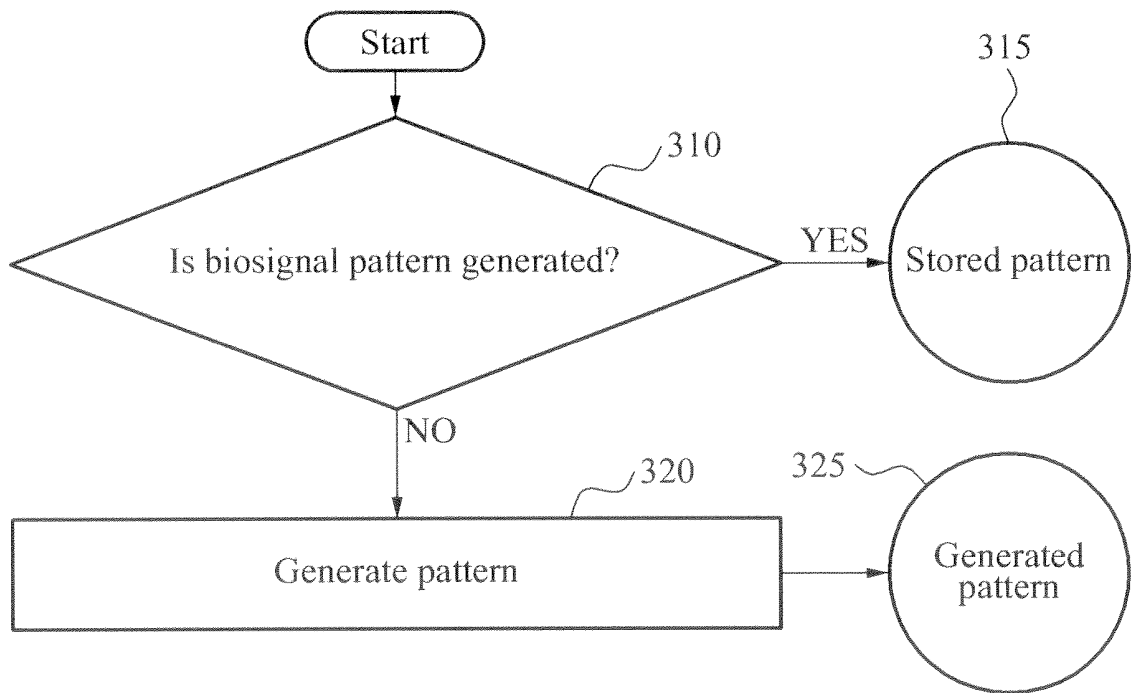 Start
315
310
Is biosignal pattern generated?
YES
Stored pattern
NO
320
325
Generate pattern
Generated
pattern